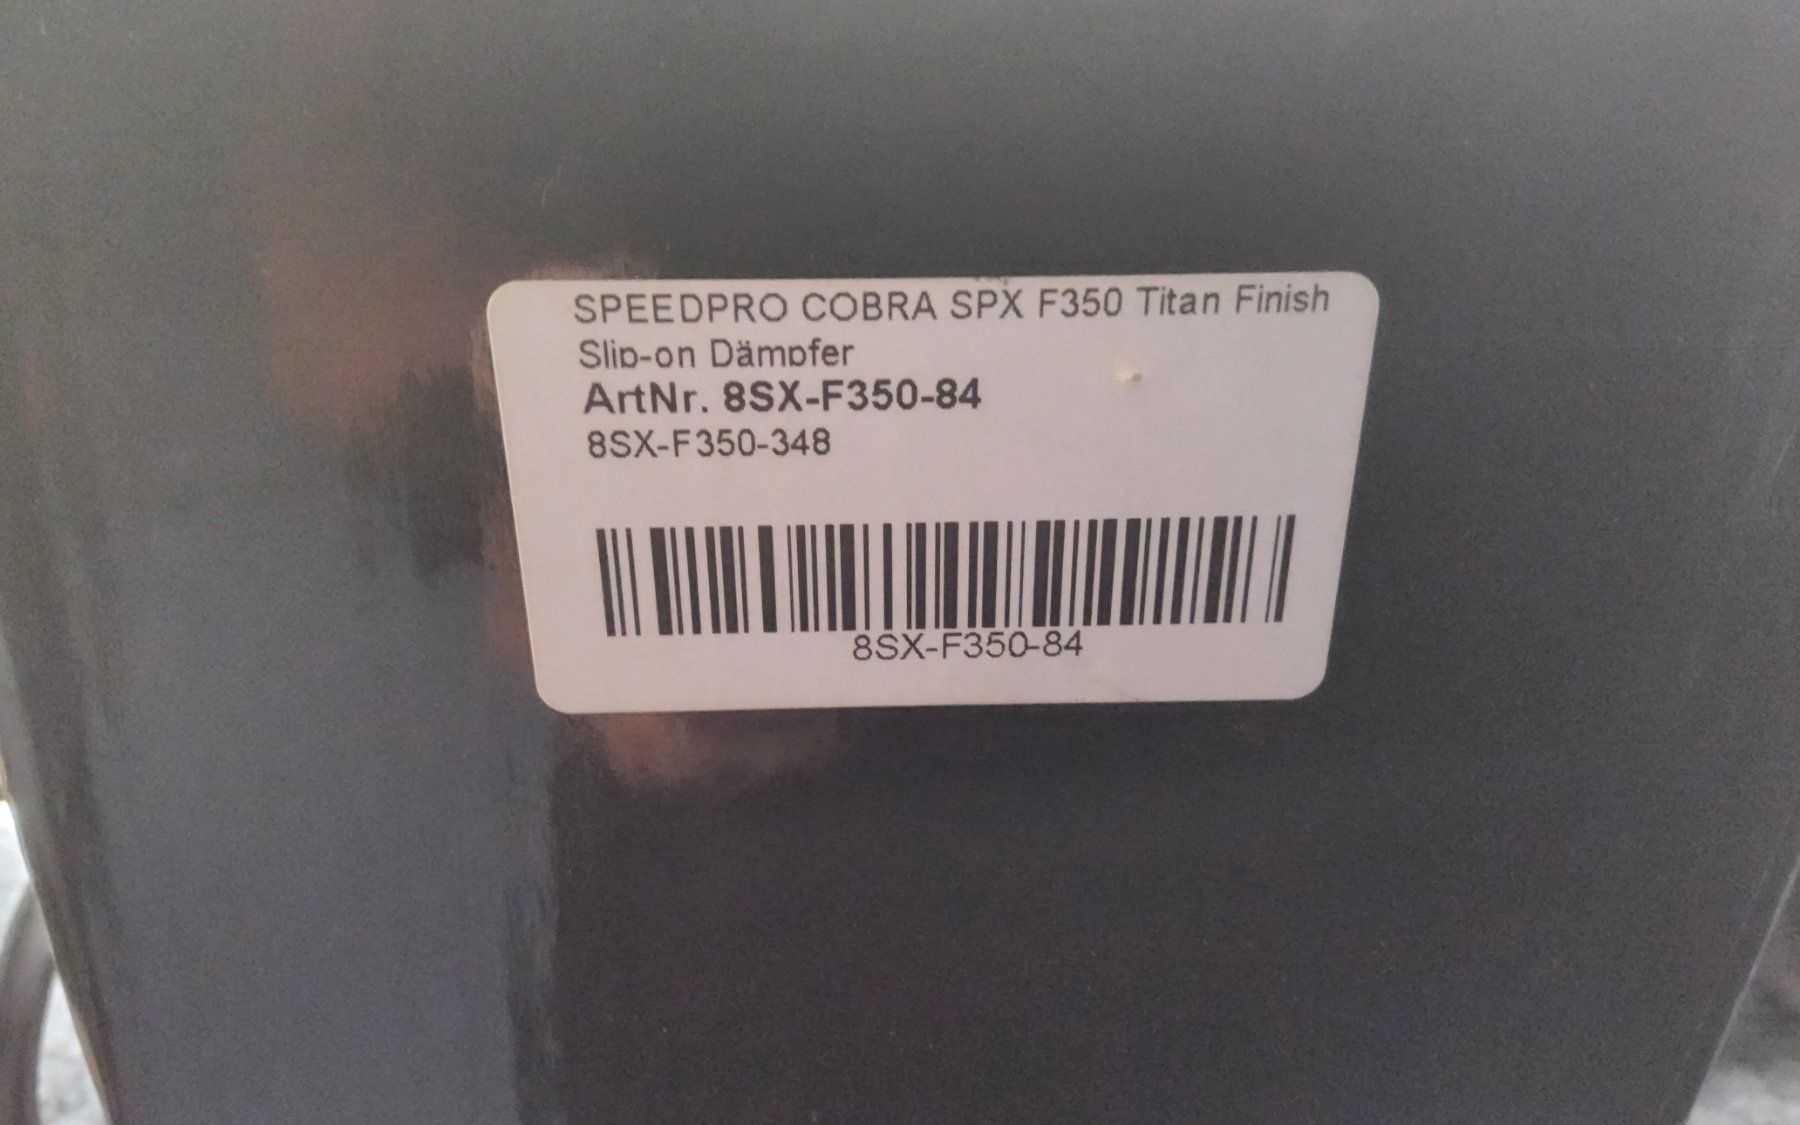 SPEEDPRO COBRA SPX F350 Titan Finish
Slip-on Dämpfer
ArtNr. 8SX-F350-84
8SX-F350-348
8SX-F350-84